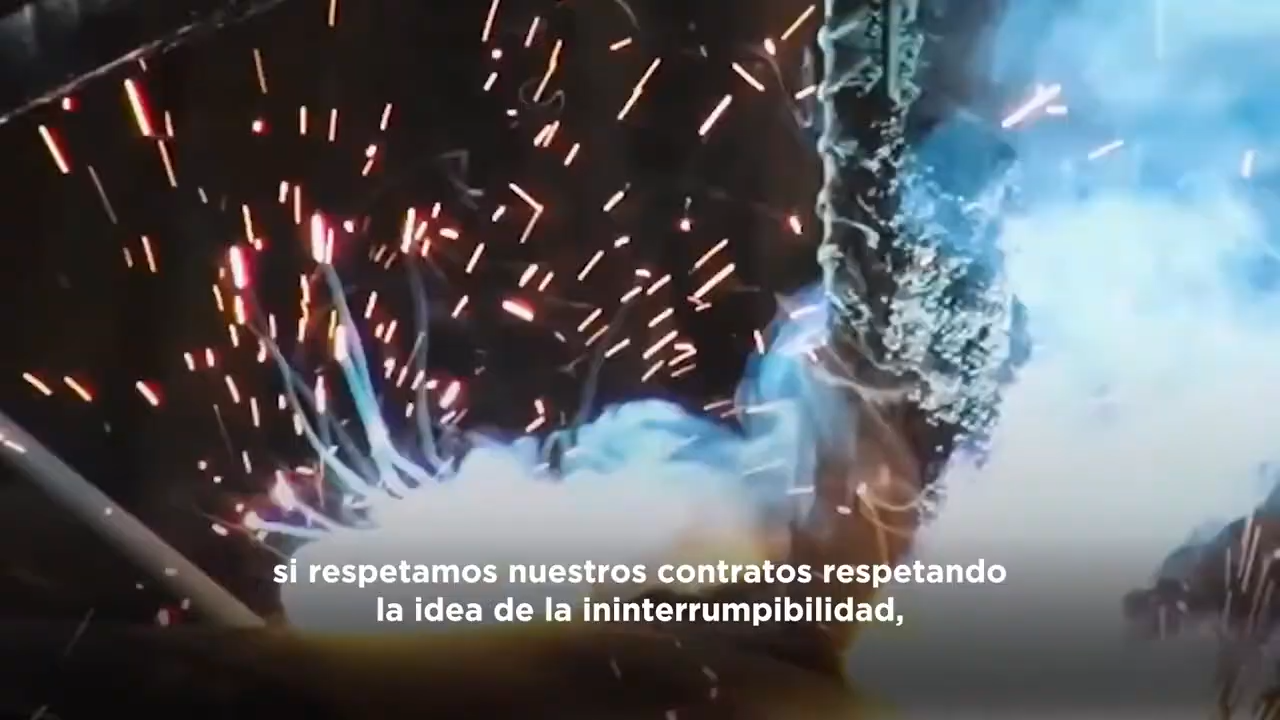 si respetamos nuestros contratos respetando
la idea de la ininterrumpibilidad,